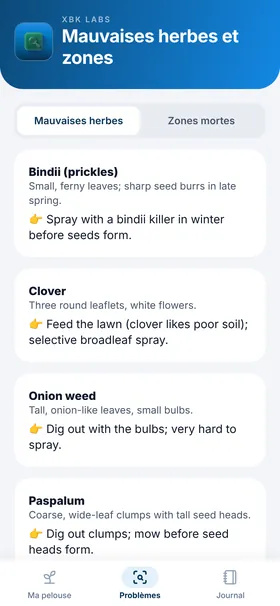 XBK LABS
Mauvaises herbes et
zones
Mauvaises herbes
Zones mortes
Bindii (prickles)
Small, ferny leaves; sharp seed burrs in late
spring.
👉 Spray with a bindii killer in winter
before seeds form.
Clover
Three round leaflets, white flowers.
👉 Feed the lawn (clover likes poor soil);
selective broadleaf spray.
Onion weed
Tall, onion-like leaves, small bulbs.
👉 Dig out with the bulbs; very hard to
spray.
Paspalum
Coarse, wide-leaf clumps with tall seed heads.
👉 Dig out clumps; mow before seed
heads form.
Ma pelouse
Problèmes
Journal